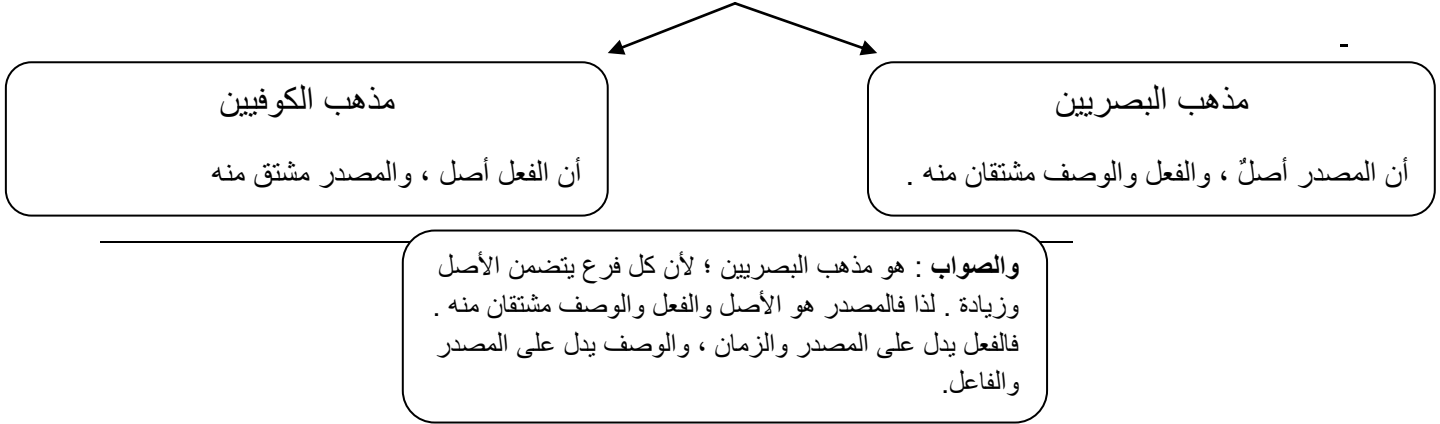 مذهب البصريين
أن المصدر أصلٌ ، والفعل والوصف مشتقان منه .
مذهب الكوفيين
أن الفعل أصل ، والمصدر مشتق منه
والصواب : هو مذهب البصريين ؛ لأن كل فرع يتضمن الأصل
وزيادة . لذا فالمصدر هو الأصل والفعل والوصف مشتقان منه .
فالفعل يدل على المصدر والزمان ، والوصف يدل على المصدر
والفاعل.